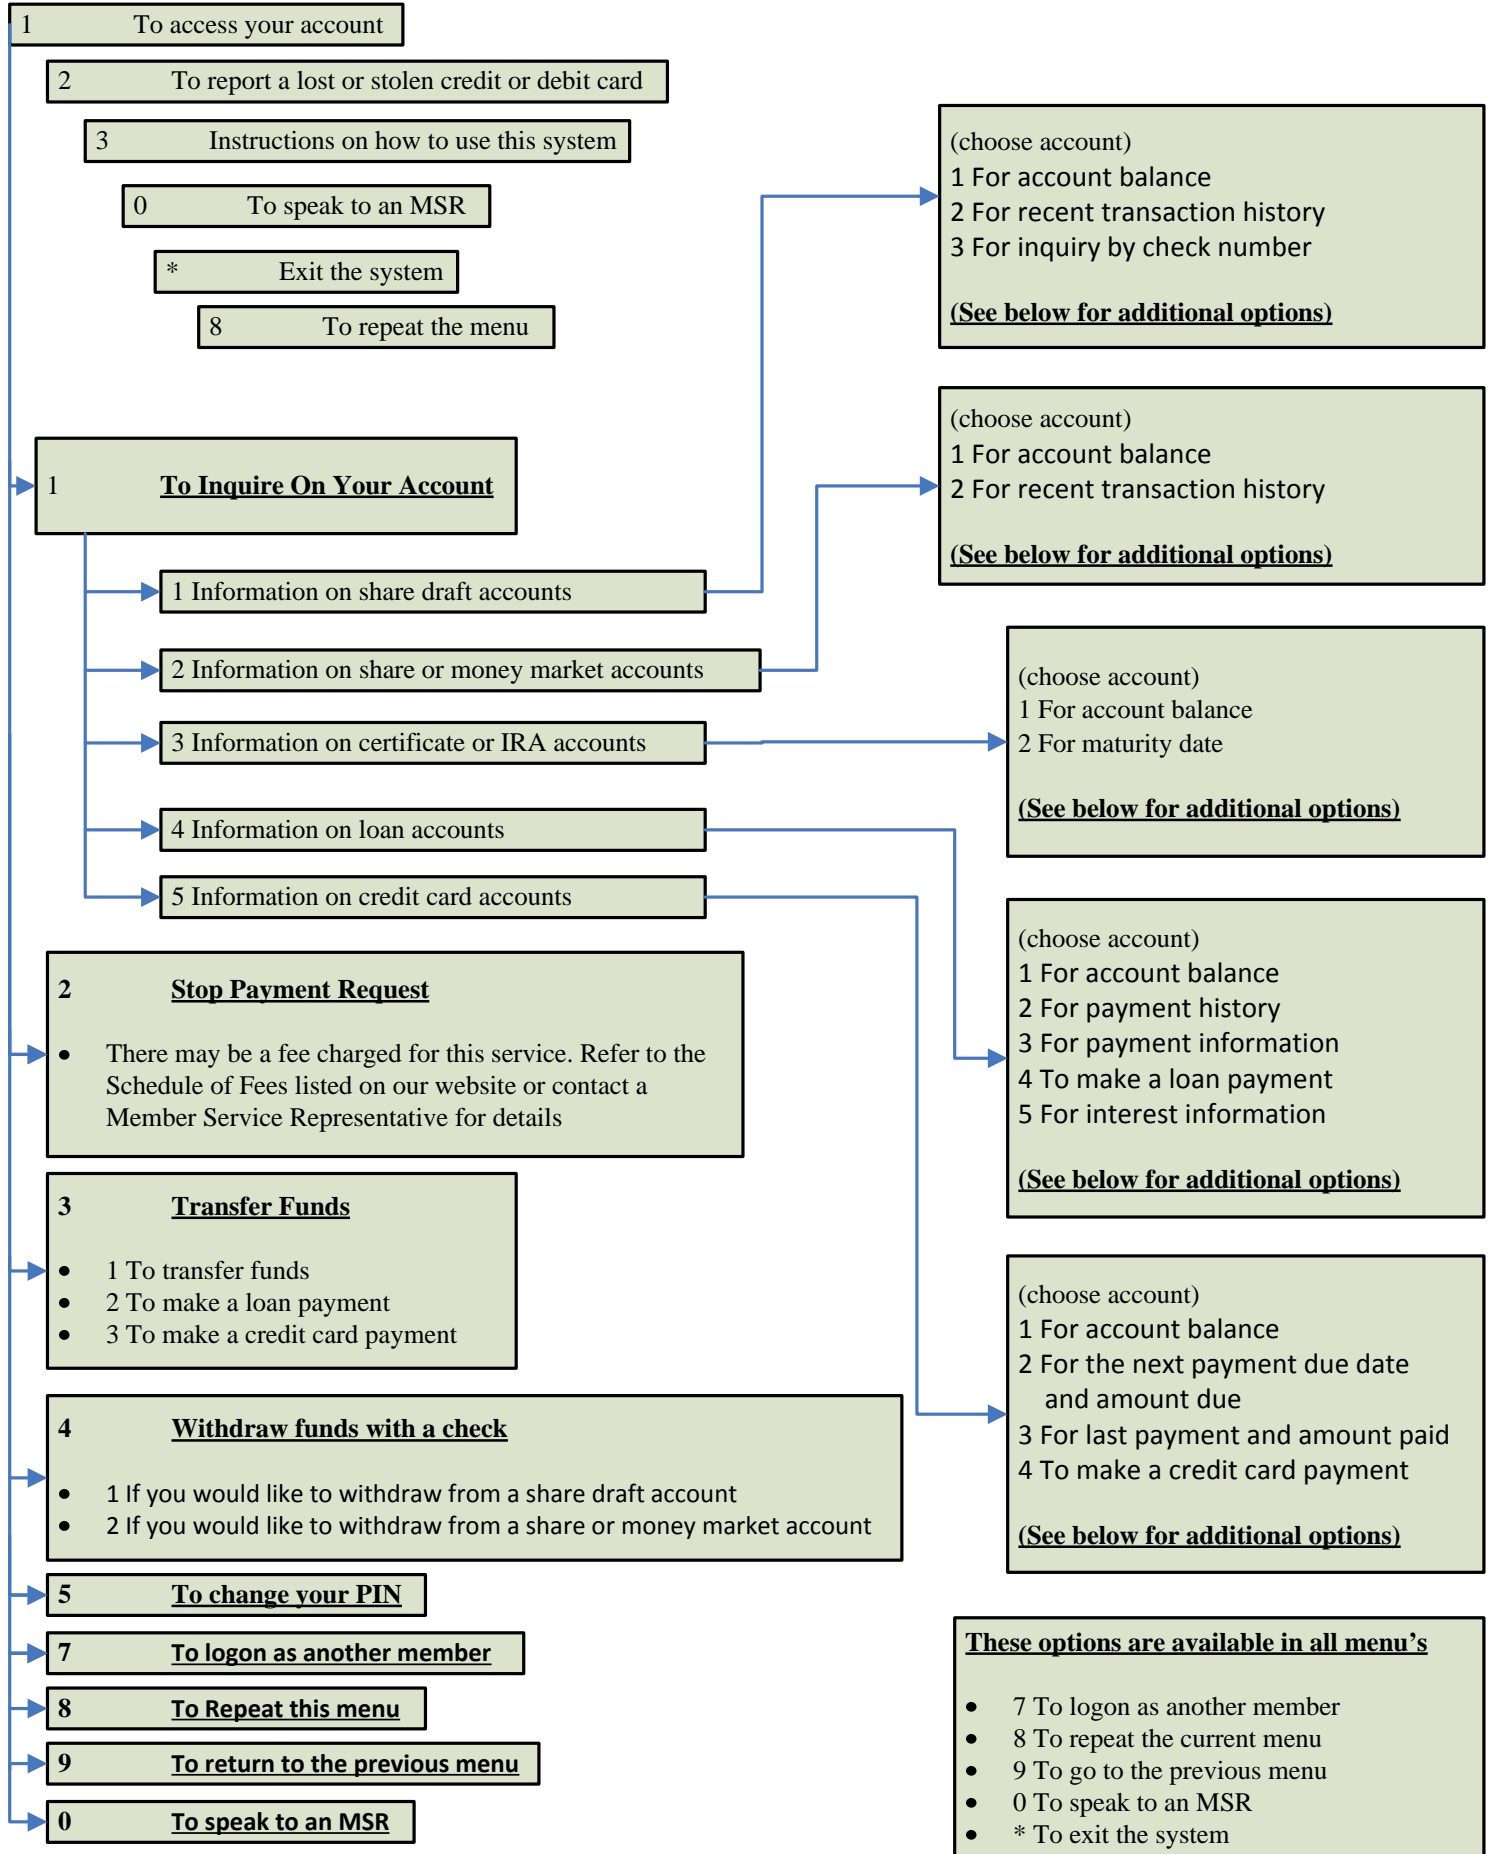 1 To access your account
2 To report a lost or stolen credit or debit card
3 Instructions on how to use this system
0 To speak to an MSR
* Exit the system
8 To repeat the menu
1 To Inquire On Your Account
1 Information on share draft accounts
2 Information on share or money market accounts
3 Information on certificate or IRA accounts
4 Information on loan accounts
5 Information on credit card accounts
(choose account)
1 For account balance
2 For recent transaction history
3 For inquiry by check number
(See below for additional options)
(choose account)
1 For account balance
2 For recent transaction history
(See below for additional options)
(choose account)
1 For account balance
2 For maturity date
(See below for additional options)
(choose account)
1 For account balance
2 For payment history
3 For payment information
4 To make a loan payment
5 For interest information
(See below for additional options)
(choose account)
1 For account balance
2 For the next payment due date
and amount due
3 For last payment and amount paid
4 To make a credit card payment
(See below for additional options)
2 Stop Payment Request
• There may be a fee charged for this service. Refer to the
Schedule of Fees listed on our website or contact a
Member Service Representative for details
3 Transfer Funds
• 1 To transfer funds
• 2 To make a loan payment
• 3 To make a credit card payment
4 Withdraw funds with a check
• 1 If you would like to withdraw from a share draft account
• 2 If you would like to withdraw from a share or money market account
5 To change your PIN
7 To logon as another member
8 To Repeat this menu
9 To return to the previous menu
0 To speak to an MSR
These options are available in all menu's
• 7 To logon as another member
• 8 To repeat the current menu
• 9 To go to the previous menu
• 0 To speak to an MSR
• * To exit the system